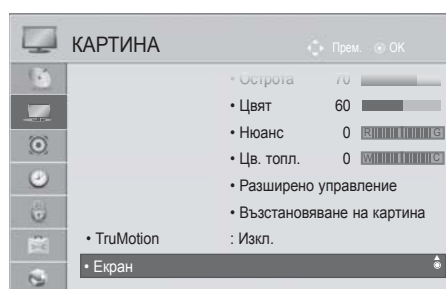 КАРТИНА Прем. OK
• Острота 70
• Цвят 60
• Нюанс 0 R G
• Цв. топл. 0 W C
• Разширено управление
• Възстановяване на картина
• TruMotion : Изкл.
• Екран